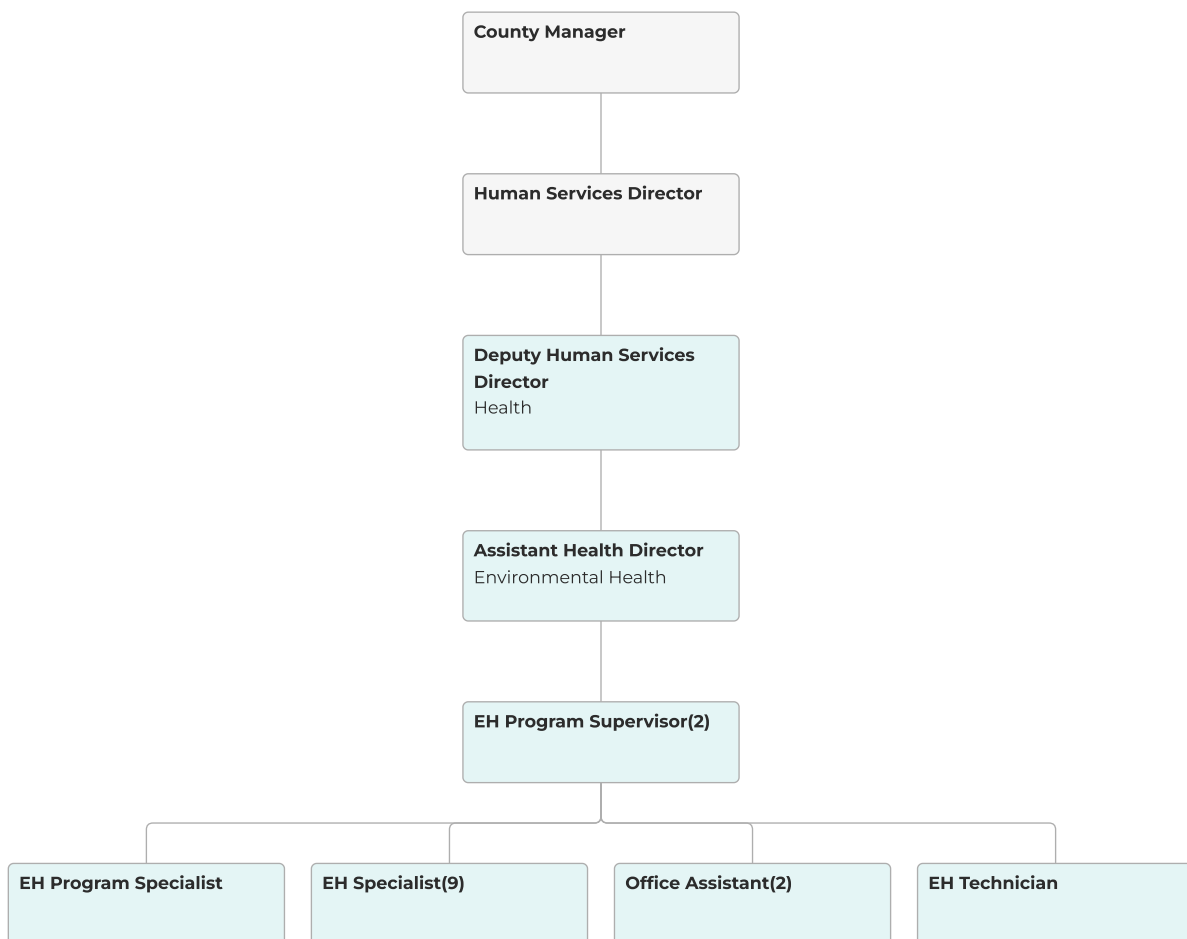 County Manager
Human Services Director
Deputy Human Services
Director
Health
Assistant Health Director
Environmental Health
EH Program Supervisor(2)
EH Program Specialist
EH Specialist(9)
Office Assistant(2)
EH Technician